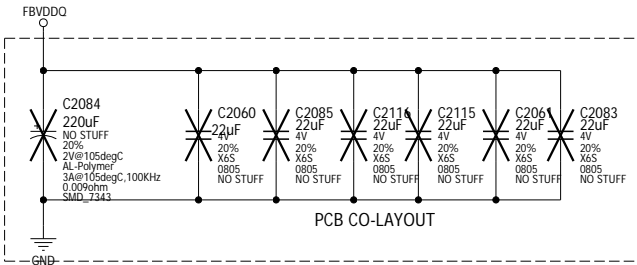 FBVDDQ
C2084
220uF
NO STUFF
20%
2V@105degC
AL-Polymer
3A@105degC,100KHz
0.009ohm
SMD_7343
C2060
22uF
4V
20%
X6S
0805
NO STUFF
C2085
22uF
4V
20%
X6S
0805
NO STUFF
C2116
22uF
4V
20%
X6S
0805
NO STUFF
C2115
22uF
4V
20%
X6S
0805
NO STUFF
C2061
22uF
4V
20%
X6S
0805
NO STUFF
C2083
22uF
4V
20%
X6S
0805
NO STUFF
PCB CO-LAYOUT
GND